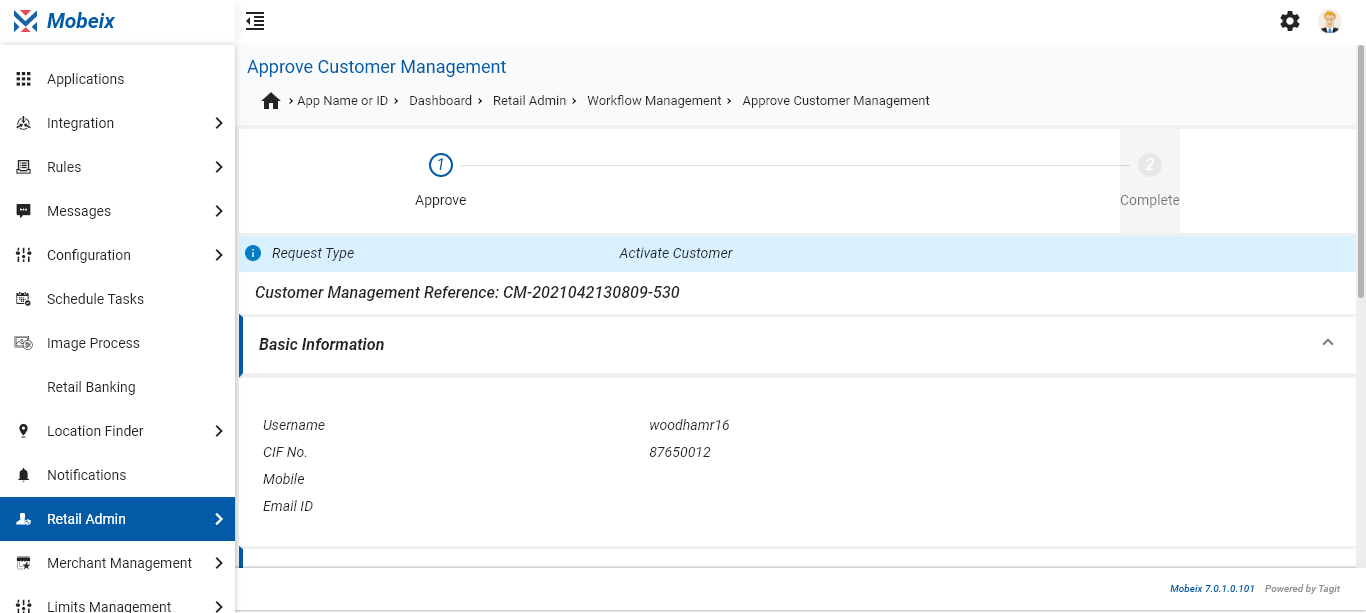 Mobeix
Applications
Integration
Rules
Messages
Configuration
Schedule Tasks
Image Process
Retail Banking
Location Finder
Notifications
Retail Admin
Merchant Management
Limits Management
Approve Customer Management
App Name or ID Dashboard Retail Admin Workflow Management Approve Customer Management
1 2
Approve Complete
Request Type Activate Customer
Customer Management Reference: CM-2021042130809-530
Basic Information
Username woodhamr16
CIF No. 87650012
Mobile
Email ID
Mobeix 7.0.1.0.101 Powered by Tagit